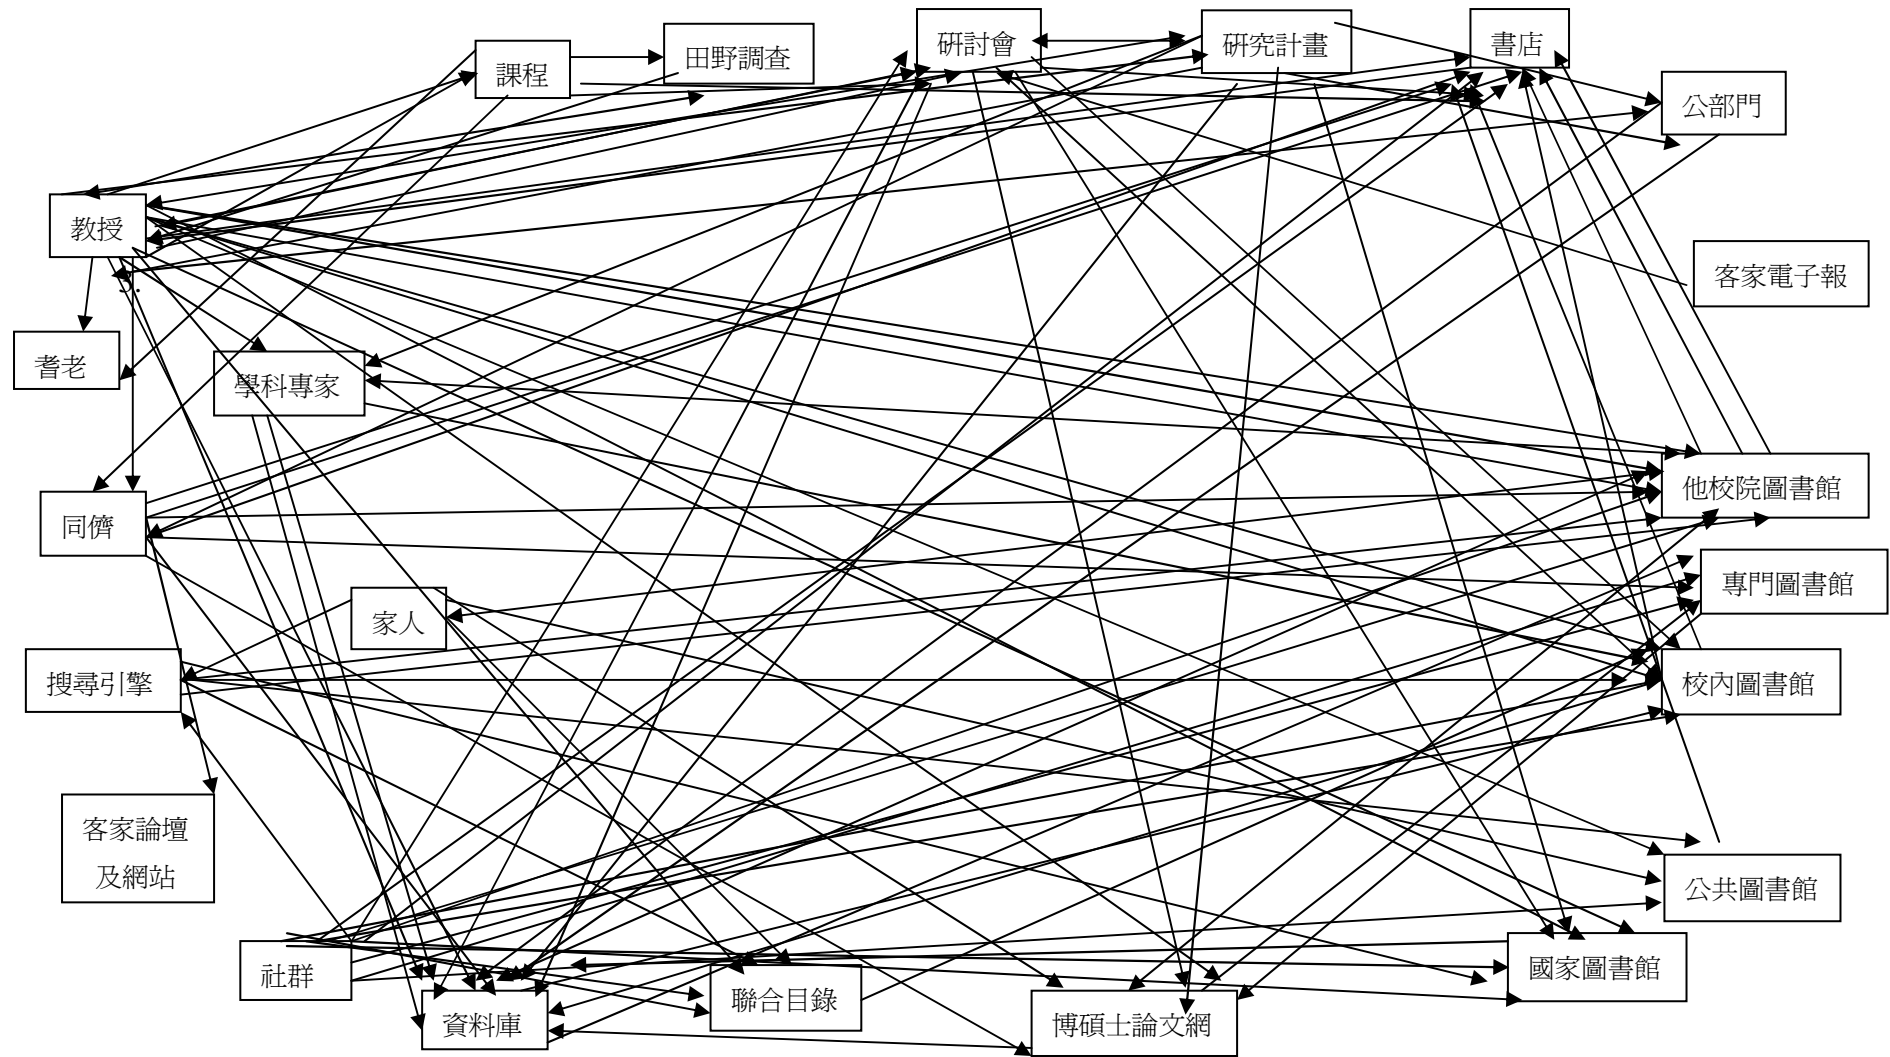 研討會
研究計畫
書店
課程
田野調查
公部門
教授
3.
客家電子報
耆老
學科專家
他校院圖書館
同儕
專門圖書館
家人
搜尋引擎
校內圖書館
客家論壇
及網站
公共圖書館
社群
國家圖書館
聯合目錄
資料庫
博碩士論文網